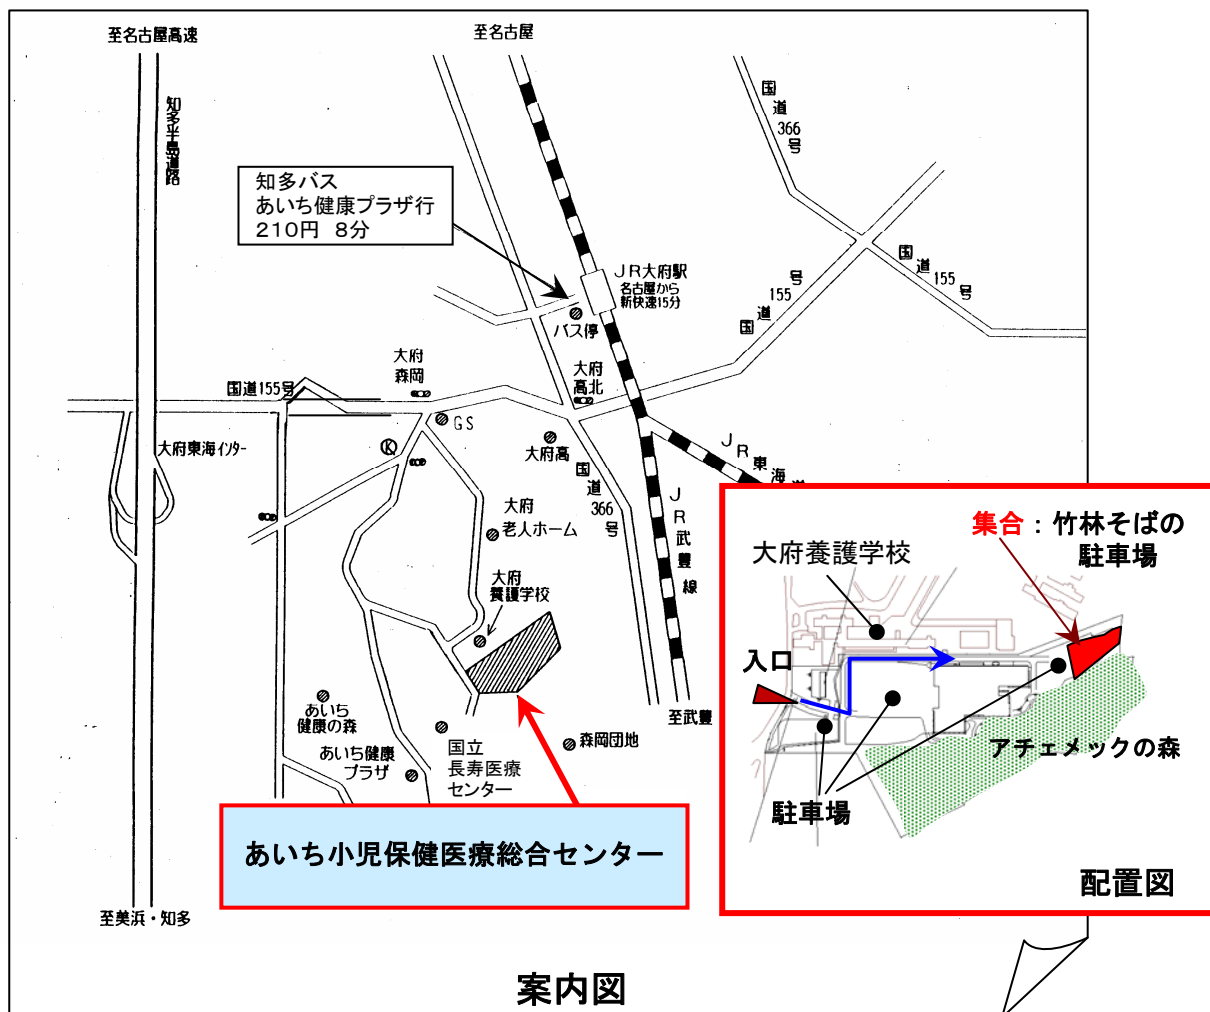 至名古屋高速
至名古屋
知多半島道路
国道366号
知多バス
あいち健康プラザ行
210円 8分
国道155号
JR大府駅
名古屋から
新快速15分
国道155号
バス停
大府
森岡
大府
高北
国道155号
GS
K
大府東海インター
大府高
国道366号
JR東海道
大府
老人ホーム
JR武豊線
大府
養護学校
あいち
健康の森
国立
長寿医療
センター
あいち健康
プラザ
森岡団地
至武豊
あいち小児保健医療総合センター
至美浜・知多
集合:竹林そばの
駐車場
大府養護学校
入口
アチェメックの森
駐車場
配置図
案内図